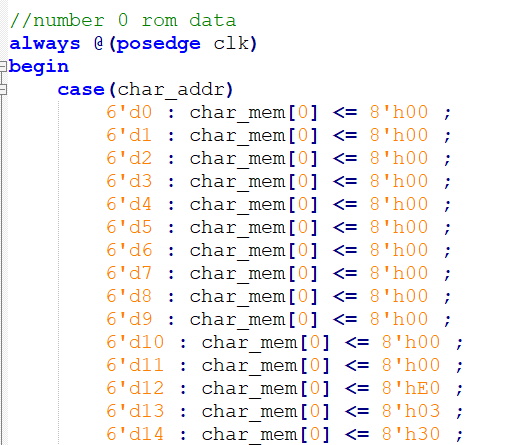 //number 0 rom data
always @(posedge clk)
begin
case(char_addr)
6'd0 : char_mem[0] <= 8'h00 ;
6'd1 : char_mem[0] <= 8'h00 ;
6'd2 : char_mem[0] <= 8'h00 ;
6'd3 : char_mem[0] <= 8'h00 ;
6'd4 : char_mem[0] <= 8'h00 ;
6'd5 : char_mem[0] <= 8'h00 ;
6'd6 : char_mem[0] <= 8'h00 ;
6'd7 : char_mem[0] <= 8'h00 ;
6'd8 : char_mem[0] <= 8'h00 ;
6'd9 : char_mem[0] <= 8'h00 ;
6'd10 : char_mem[0] <= 8'h00 ;
6'd11 : char_mem[0] <= 8'h00 ;
6'd12 : char_mem[0] <= 8'hE0 ;
6'd13 : char_mem[0] <= 8'h03 ;
6'd14 : char_mem[0] <= 8'h30 ;